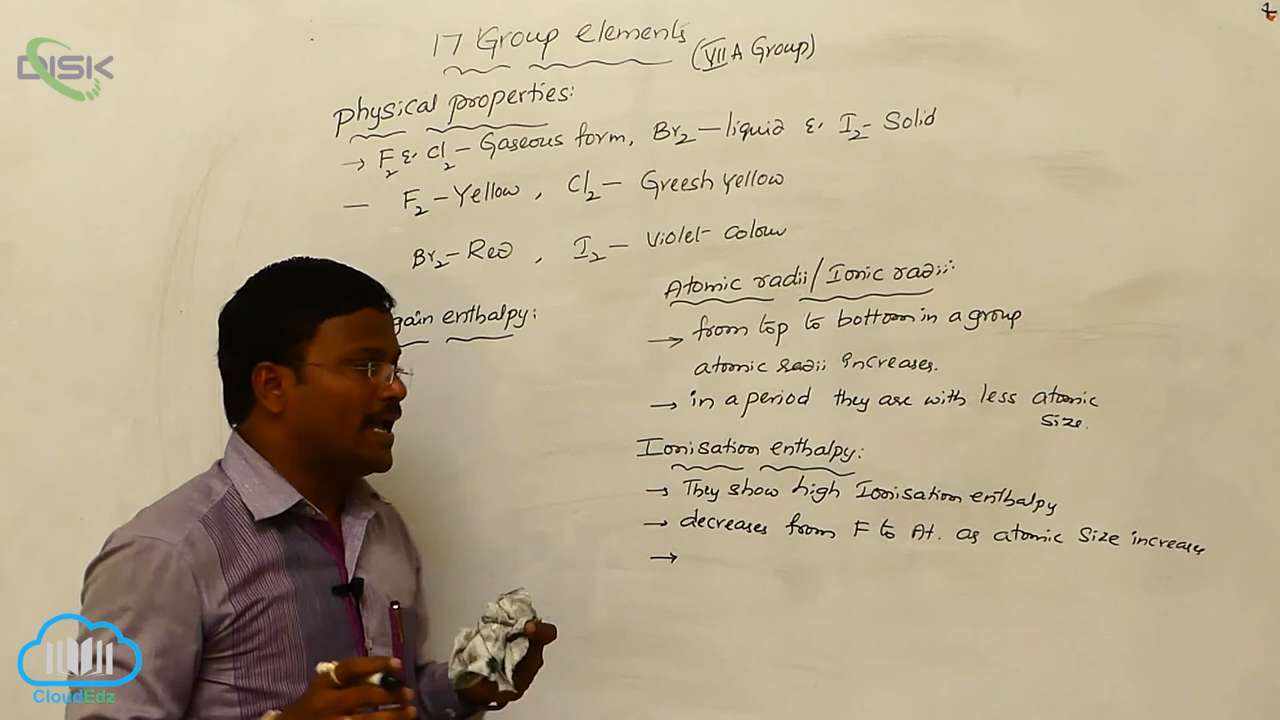 DISK
17 Group elements
(VII A Group)
Physical properties:
→ F2 & Cl2 - Gaseous form, Br2 - liquid & I2 - Solid
— F2 - Yellow, Cl2 - Greesh Yellow
Br2 - Red, I2 - Violet colour
gain enthalpy:
Atomic radii / Ionic radii:
→ from top to bottom in a group
atomic radii increases.
→ in a period they are with less atomic
size.
Ionisation enthalpy:
→ They show high Ionisation enthalpy
→ decreases from F to At. as atomic size increase
→
CloudEdz